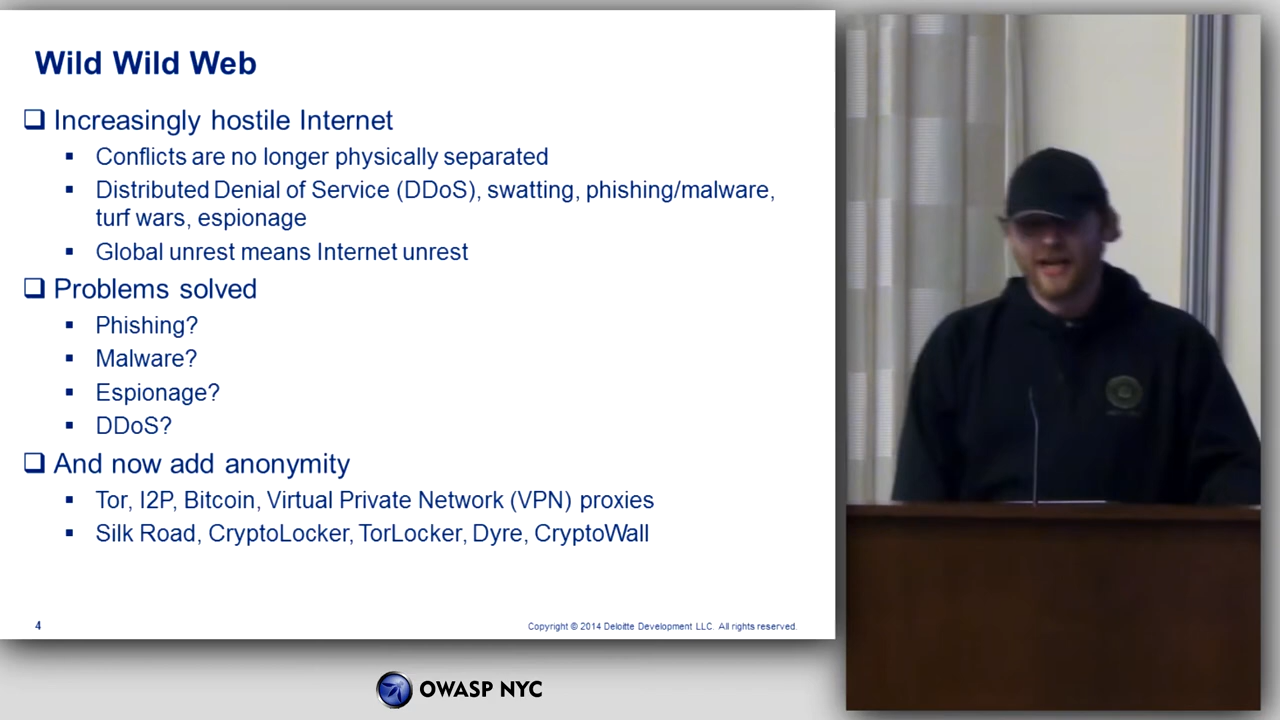 Wild Wild Web
Increasingly hostile Internet
Conflicts are no longer physically separated
Distributed Denial of Service (DDoS), swatting, phishing/malware,
turf wars, espionage
Global unrest means Internet unrest
Problems solved
Phishing?
Malware?
Espionage?
DDoS?
And now add anonymity
Tor, I2P, Bitcoin, Virtual Private Network (VPN) proxies
Silk Road, CryptoLocker, TorLocker, Dyre, CryptoWall
4
Copyright © 2014 Deloitte Development LLC. All rights reserved.
OWASP NYC